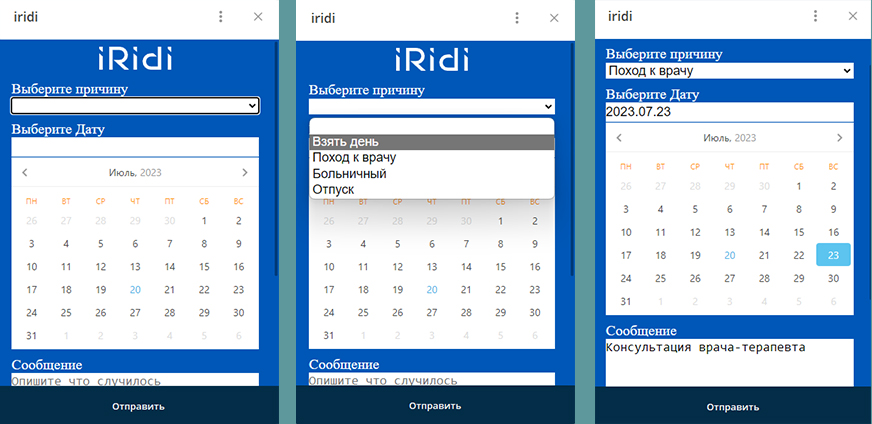 iridi
iRidi
Выберите причину
Выберите Дату
Июль, 2023
ПН ВТ СР ЧТ ПТ СБ ВС
26 27 28 29 30 1 2
3 4 5 6 7 8 9
10 11 12 13 14 15 16
17 18 19 20 21 22 23
24 25 26 27 28 29 30
31 1 2 3 4 5 6
Сообщение
Опишите что случилось
Отправить
iridi
iRidi
Выберите причину
Взять день
Поход к врачу
Больничный
Отпуск
ПН ВТ СР ЧТ ПТ СБ ВС
26 27 28 29 30 1 2
3 4 5 6 7 8 9
10 11 12 13 14 15 16
17 18 19 20 21 22 23
24 25 26 27 28 29 30
31 1 2 3 4 5 6
Сообщение
Опишите что случилось
Отправить
iridi
Выберите причину
Поход к врачу
Выберите Дату
2023.07.23
Июль, 2023
ПН ВТ СР ЧТ ПТ СБ ВС
26 27 28 29 30 1 2
3 4 5 6 7 8 9
10 11 12 13 14 15 16
17 18 19 20 21 22 23
24 25 26 27 28 29 30
31 1 2 3 4 5 6
Сообщение
Консультация врача-терапевта
Отправить